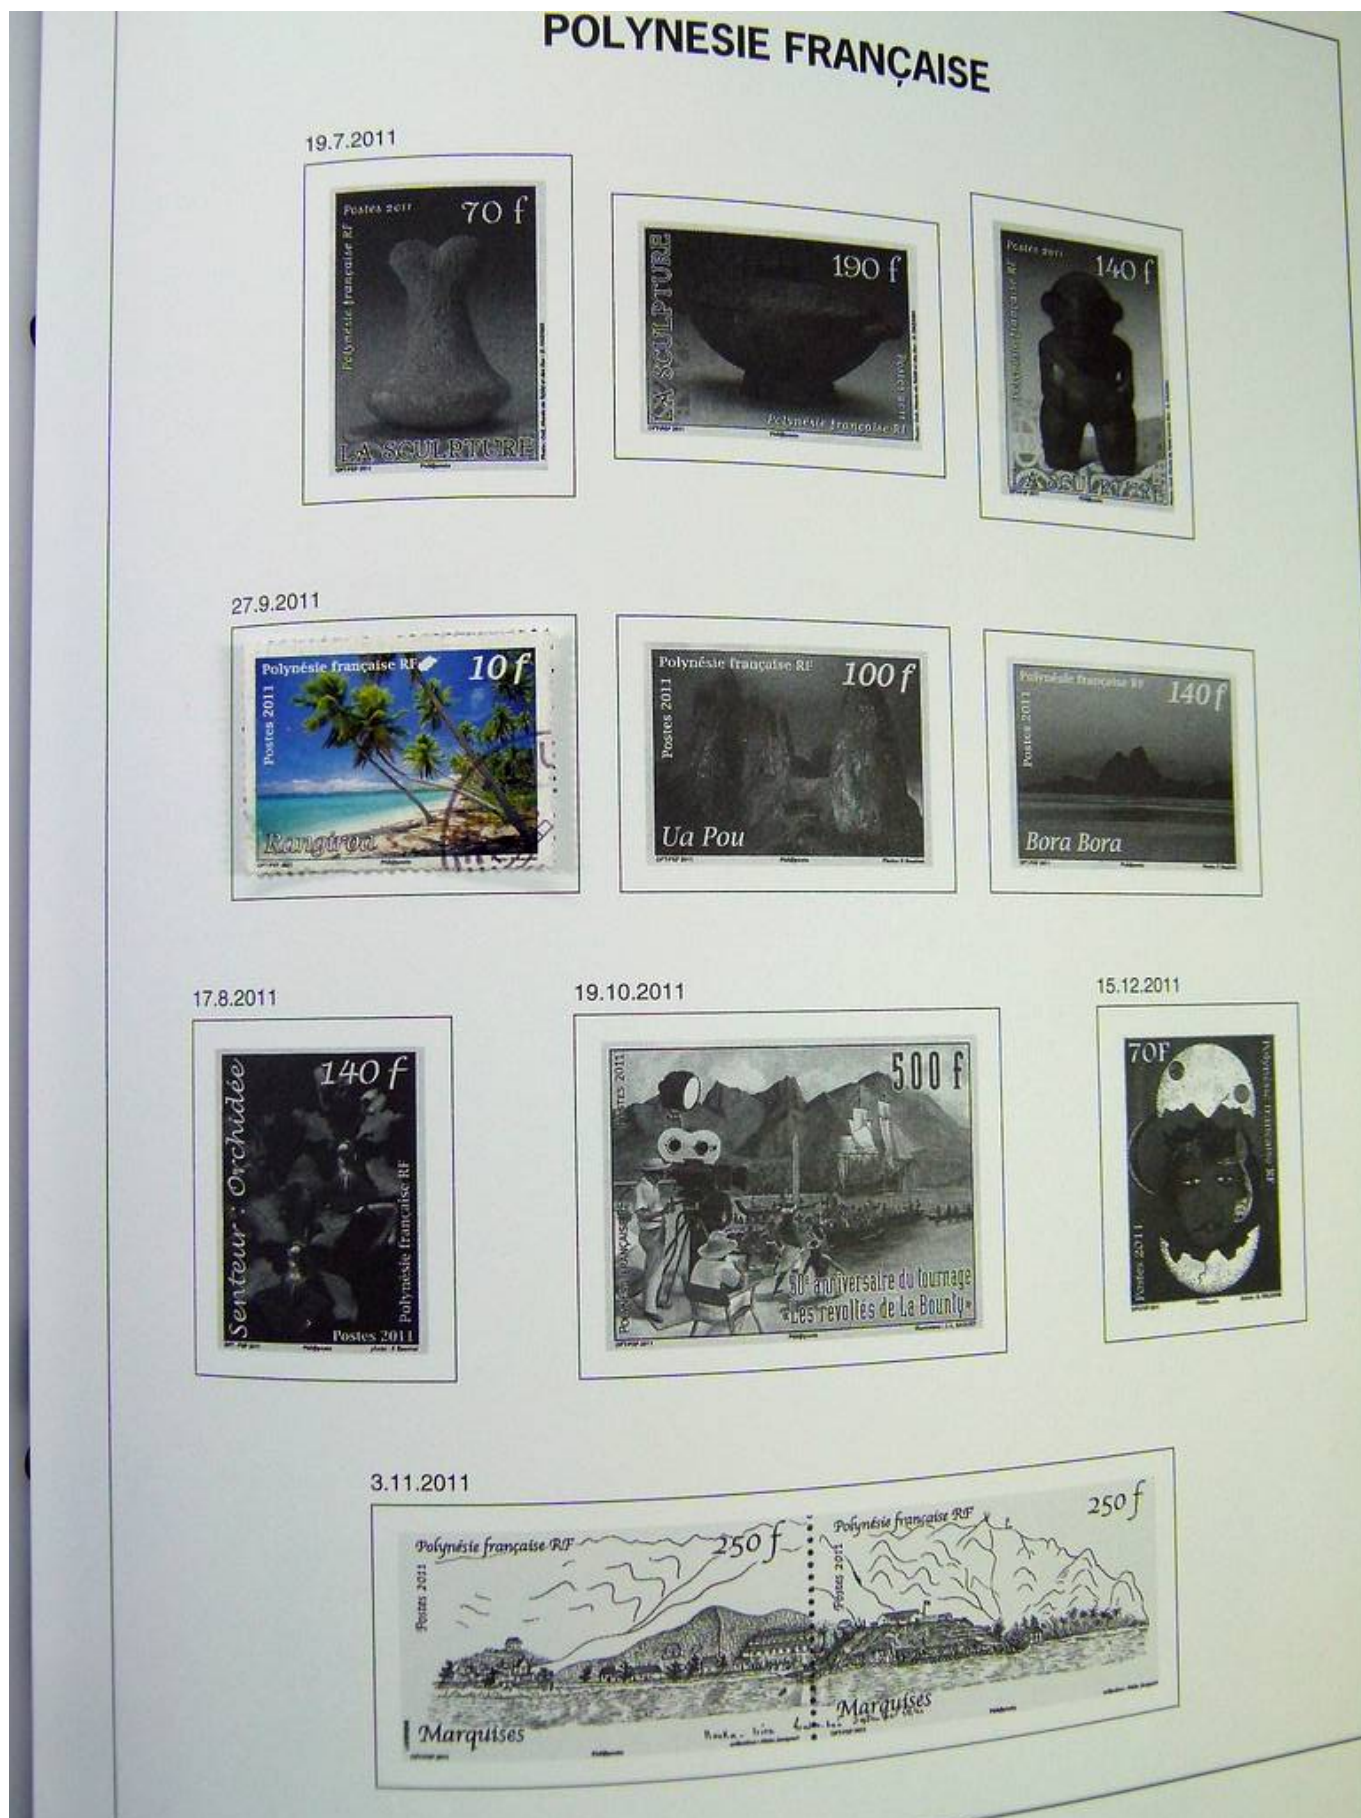 POLYNESIE FRANÇAISE
19.7.2011
Postes 2011
70 f
Polynésie française RF
LA SCULPTURE
LA SCULPTURE
190 f
Postes 2011
Polynésie française RF
Postes 2011
140 f
Polynésie française RF
LA SCULPTURE
27.9.2011
Polynésie française RF
10 f
Postes 2011
Rangiroa
Polynésie française RF
100 f
Postes 2011
Ua Pou
Polynésie française RF
140 f
Postes 2011
Bora Bora
17.8.2011
140 f
Senteur : Orchidée
Polynésie française RF
Postes 2011
19.10.2011
POSTES 2011
500 f
50e anniversaire du tournage
«Les révoltés de La Bounty»
15.12.2011
70F
Polynésie française RF
Postes 2011
3.11.2011
Polynésie française RF
250 f
Postes 2011
Marquises
Polynésie française RF
250 f
Postes 2011
Marquises